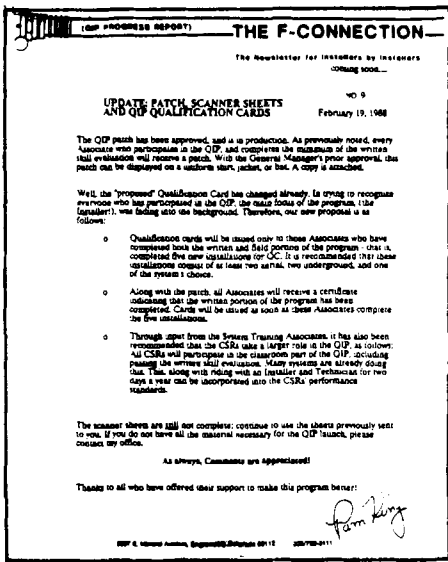 (QIP PROGRESS REPORT)
THE F-CONNECTION
The Newsletter for Installers by Installers
coming soon...
NO 9
UPDATE: PATCH, SCANNER SHEETS
AND QIP QUALIFICATION CARDS
February 19, 1988
The QIP patch has been approved, and is in production. As previously noted, every
Associate who participates in the QIP, and completes the minimum of the written
skill evaluation will receive a patch. With the General Manager's prior approval, this
patch can be displayed on a uniform shirt, jacket, or hat. A copy is attached.
Well, the "proposed" Qualification Card has changed already. In trying to recognize
everyone who has participated in the QIP, the main focus of the program, (the
Installer!), was fading into the background. Therefore, our new proposal is as
follows:
o Qualification cards will be issued only to those Associates who have
completed both the written and field portion of the program - that is,
completed five new installations for QC. It is recommended that these
installations consist of at least two aerial, two underground, and one
of the system's choice.
o Along with the patch, all Associates will receive a certificate
indicating that the written portion of the program has been
completed. Cards will be issued as soon as these Associates complete
the five installations.
o Through input from the System Training Associates, it has also been
recommended that the CSRs take a larger role in the QIP, as follows:
All CSRs will participate in the classroom part of the QIP, including
passing the written skill evaluation. Many systems are already doing
this. This, along with riding with an Installer and Technician for two
days a year can be incorporated into the CSRs' performance
standards.
The scanner sheets are still not complete; continue to use the sheets previously sent
to you. If you do not have all the material necessary for the QIP launch, please
contact my office.
As always, Comments are Appreciated!
Thanks to all who have offered their support to make this program better!
Pam King